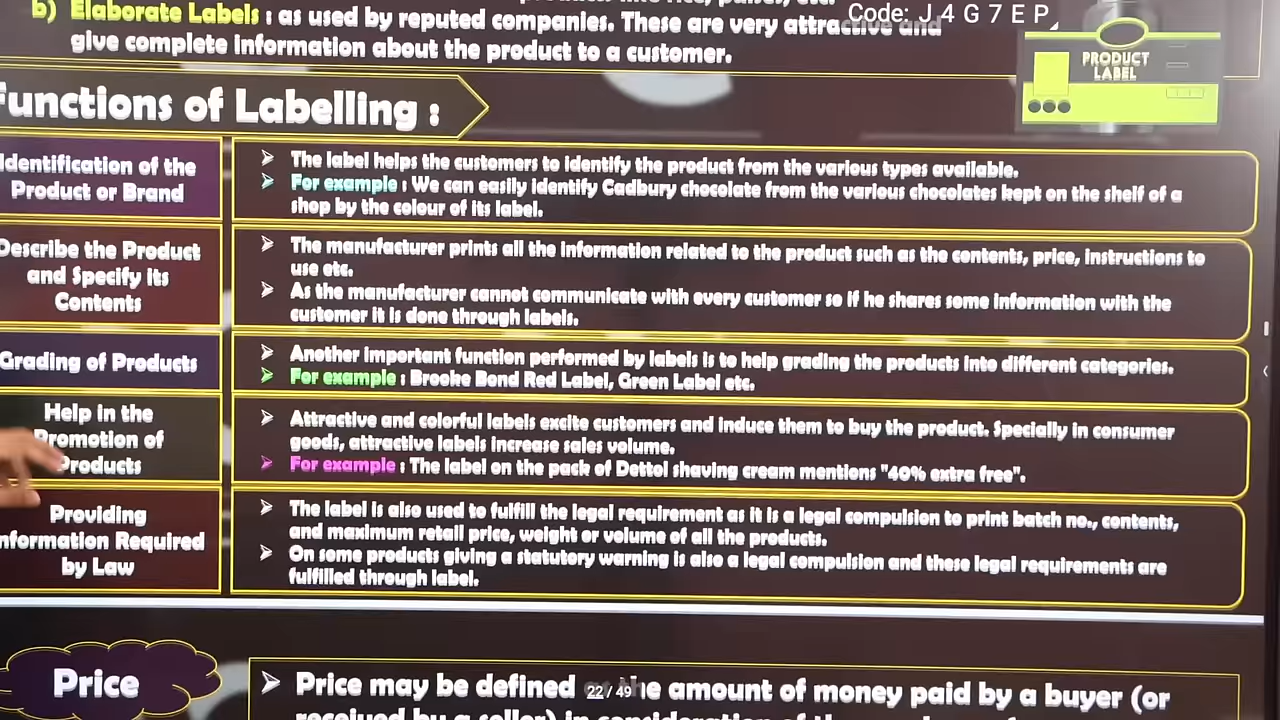 b) Elaborate Labels : as used by reputed companies. These are very attractive and
Code: J 4 G 7 E P
give complete information about the product to a customer.
PRODUCT
LABEL
Functions of Labelling :
Identification of the
Product or Brand
➢ The label helps the customers to identify the product from the various types available.
➢ For example : We can easily identify Cadbury chocolate from the various chocolates kept on the shelf of a
shop by the colour of its label.
Describe the Product
and Specify its
Contents
➢ The manufacturer prints all the information related to the product such as the contents, price, instructions to
use etc.
➢ As the manufacturer cannot communicate with every customer so if he shares some information with the
customer it is done through labels.
Grading of Products
➢ Another important function performed by labels is to help grading the products into different categories.
➢ For example : Brooke Bond Red Label, Green Label etc.
Help in the
Promotion of
Products
➢ Attractive and colorful labels excite customers and induce them to buy the product. Specially in consumer
goods, attractive labels increase sales volume.
➢ For example : The label on the pack of Dettol shaving cream mentions "40% extra free".
Providing
Information Required
by Law
➢ The label is also used to fulfill the legal requirement as it is a legal compulsion to print batch no., contents,
and maximum retail price, weight or volume of all the products.
➢ On some products giving a statutory warning is also a legal compulsion and these legal requirements are
fulfilled through label.
Price
➢ Price may be defined as the amount of money paid by a buyer (or
22 / 49